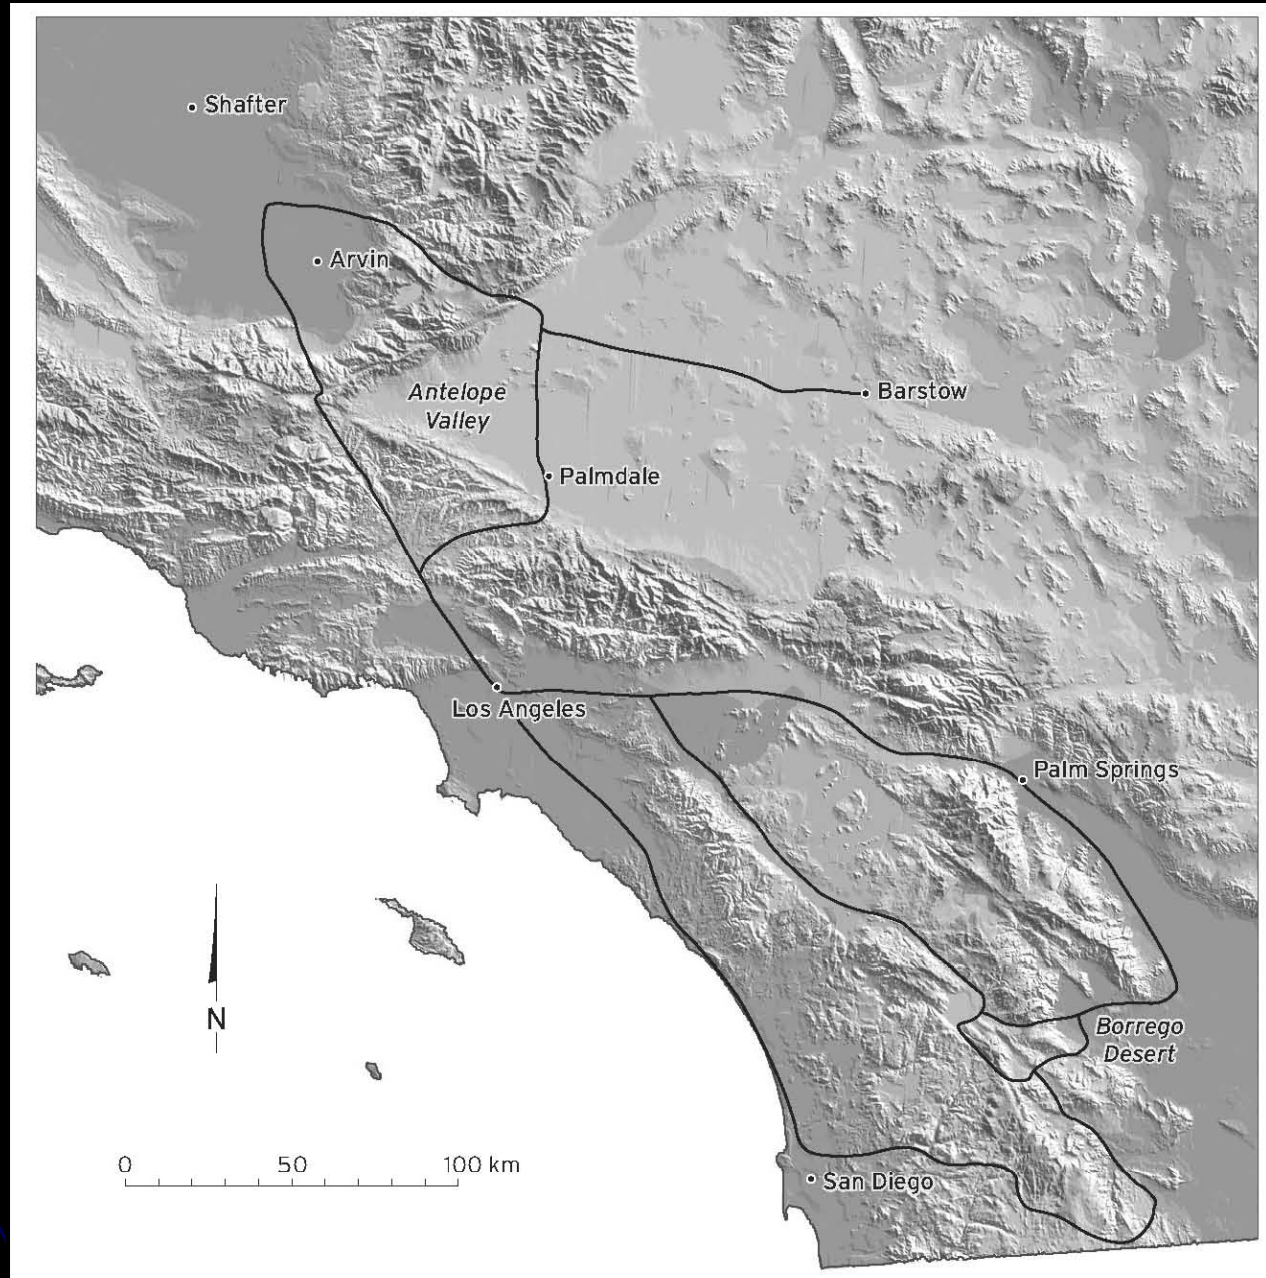 Shafter
Arvin
Antelope
Valley
Barstow
Palmdale
Los Angeles
Palm Springs
Borrego
Desert
N
0 50 100 km
San Diego